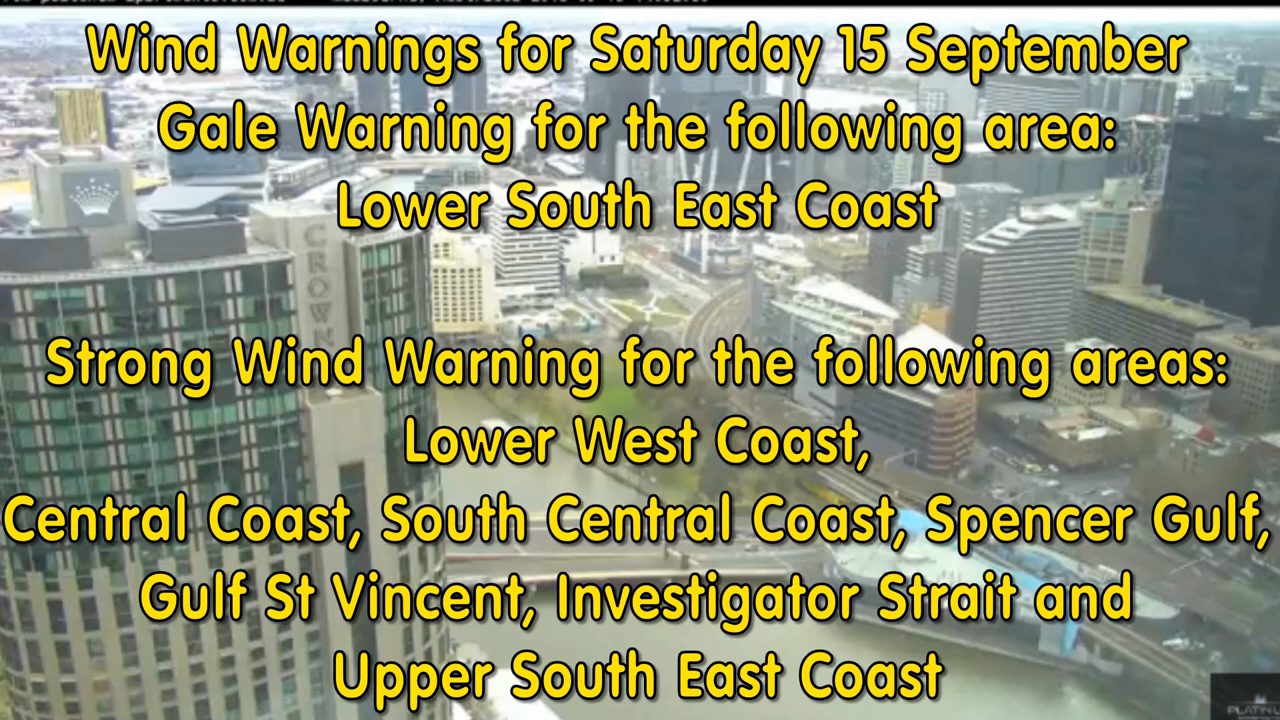 Wind Warnings for Saturday 15 September
Gale Warning for the following area:
Lower South East Coast
Strong Wind Warning for the following areas:
Lower West Coast,
Central Coast, South Central Coast, Spencer Gulf,
Gulf St Vincent, Investigator Strait and
Upper South East Coast
CROWN